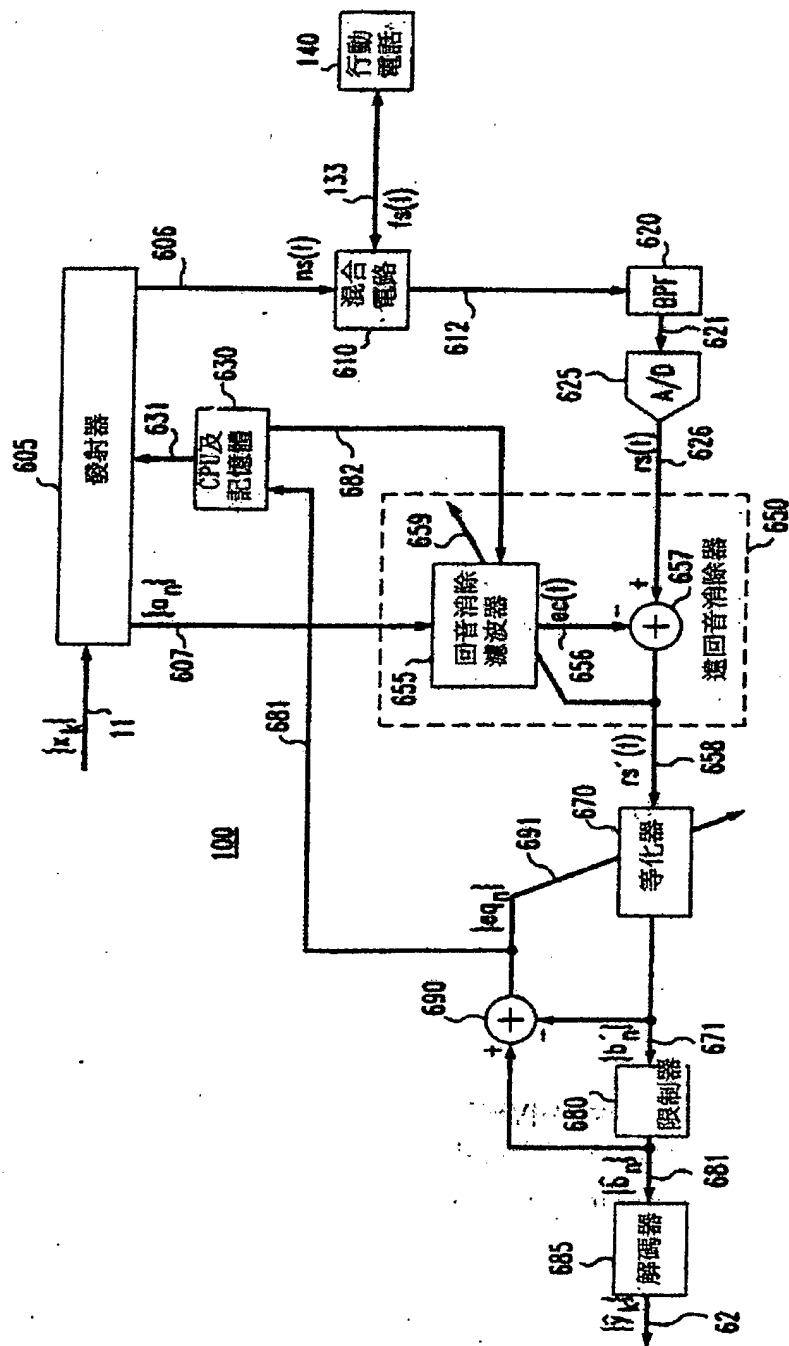 605
發射器
{x_k}
11
606
ns(t)
140
行動
電話
133
fs(t)
混合
電路
610
612
630
CPU及
記憶體
631
682
{a_n}
607
681
100
620
BPF
621
625
A/D
rs(t)
626
650
遠回音消除器
659
655
回音消除
濾波器
ec(t)
656
657
+
-
+
rs´(t)
658
670
等化器
691
{eq_n}
690
+
+
-
{b´_n}
671
680
限制器
{b̂_n}
681
685
解碼器
{ŷ_k}
62